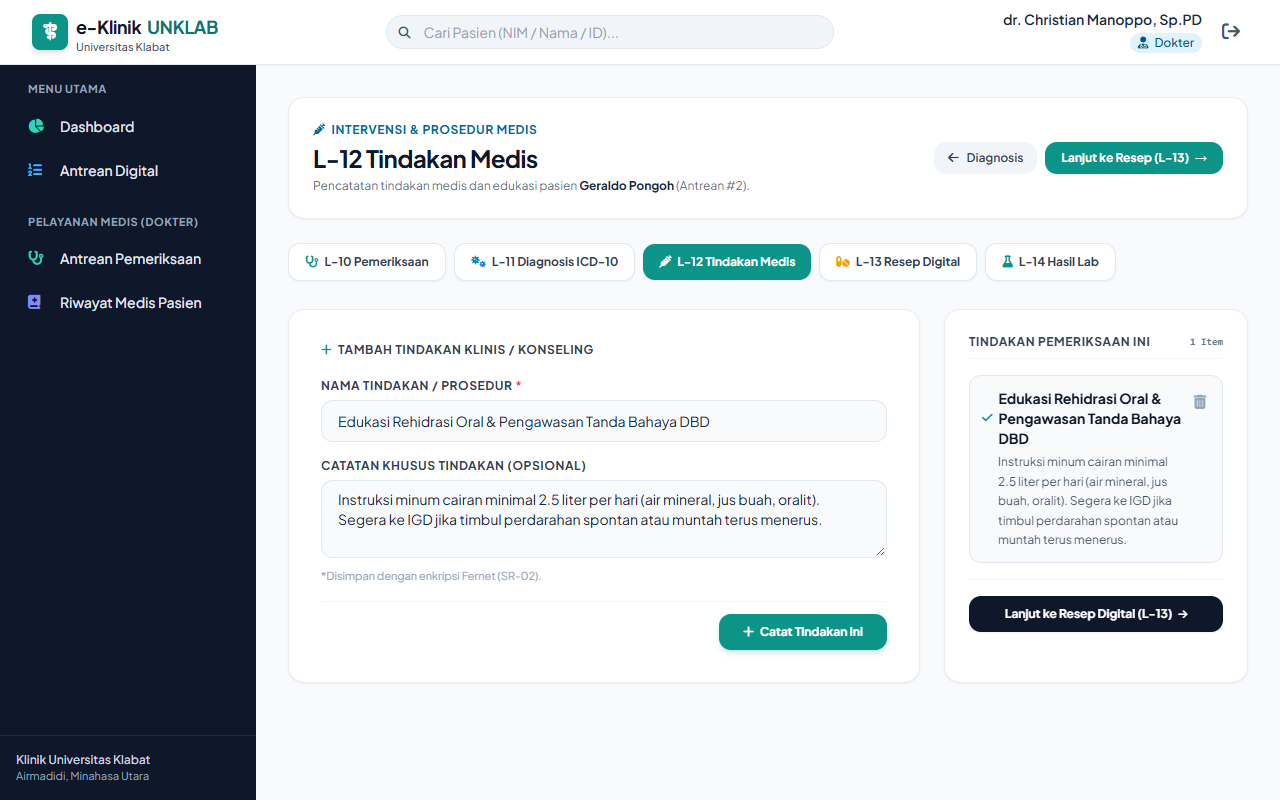 e-Klinik UNKLAB
Universitas Klabat
Cari Pasien (NIM / Nama / ID)...
dr. Christian Manoppo, Sp.PD
Dokter
MENU UTAMA
Dashboard
Antrean Digital
PELAYANAN MEDIS (DOKTER)
Antrean Pemeriksaan
Riwayat Medis Pasien
Klinik Universitas Klabat
Airmadidi, Minahasa Utara
INTERVENSI & PROSEDUR MEDIS
L-12 Tindakan Medis
Pencatatan tindakan medis dan edukasi pasien Geraldo Pongoh (Antrean #2).
← Diagnosis
Lanjut ke Resep (L-13) →
L-10 Pemeriksaan
L-11 Diagnosis ICD-10
L-12 Tindakan Medis
L-13 Resep Digital
L-14 Hasil Lab
+ TAMBAH TINDAKAN KLINIS / KONSELING
NAMA TINDAKAN / PROSEDUR *
Edukasi Rehidrasi Oral & Pengawasan Tanda Bahaya DBD
CATATAN KHUSUS TINDAKAN (OPSIONAL)
Instruksi minum cairan minimal 2.5 liter per hari (air mineral, jus buah, oralit).
Segera ke IGD jika timbul perdarahan spontan atau muntah terus menerus.
*Disimpan dengan enkripsi Fernet (SR-02).
+ Catat Tindakan Ini
TINDAKAN PEMERIKSAAN INI
1 Item
Edukasi Rehidrasi Oral &
Pengawasan Tanda Bahaya
DBD
Instruksi minum cairan minimal
2.5 liter per hari (air mineral, jus
buah, oralit). Segera ke IGD jika
timbul perdarahan spontan atau
muntah terus menerus.
Lanjut ke Resep Digital (L-13) →